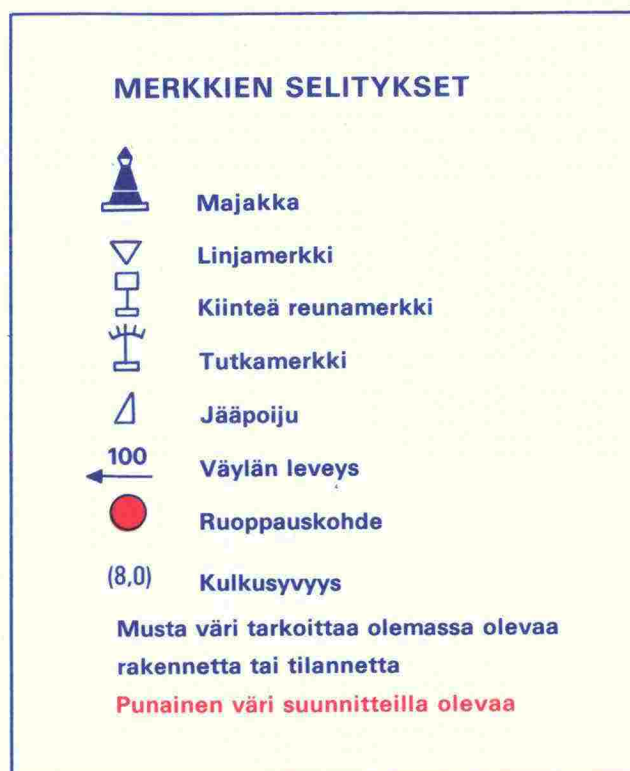 MERKKIEN SELITYKSET
Majakka
Linjamerkki
Kiinteä reunamerkki
Tutkamerkki
Jääpoiju
100 Väylän leveys
Ruoppauskohde
(8,0) Kulkusyvyys
Musta väri tarkoittaa olemassa olevaa
rakennetta tai tilannetta
Punainen väri suunnitteilla olevaa